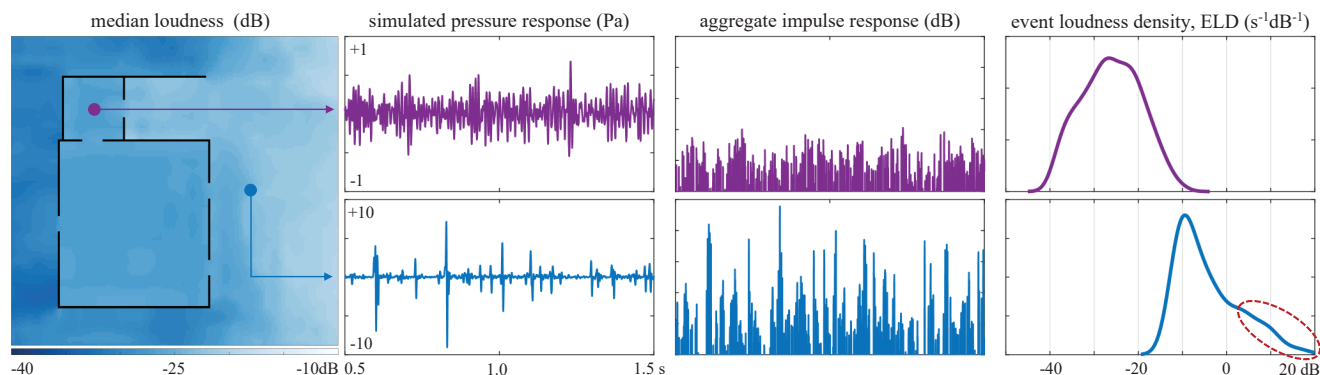 median loudness (dB)
simulated pressure response (Pa)
aggregate impulse response (dB)
event loudness density, ELD (s⁻¹dB⁻¹)
+1
-1
+10
-10
-40
-25
-10dB
0.5
1.0
1.5 s
-40
-20
0
20 dB